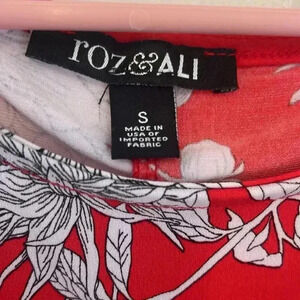 roz&ALI
S
MADE IN
USA OF
IMPORTED
FABRIC